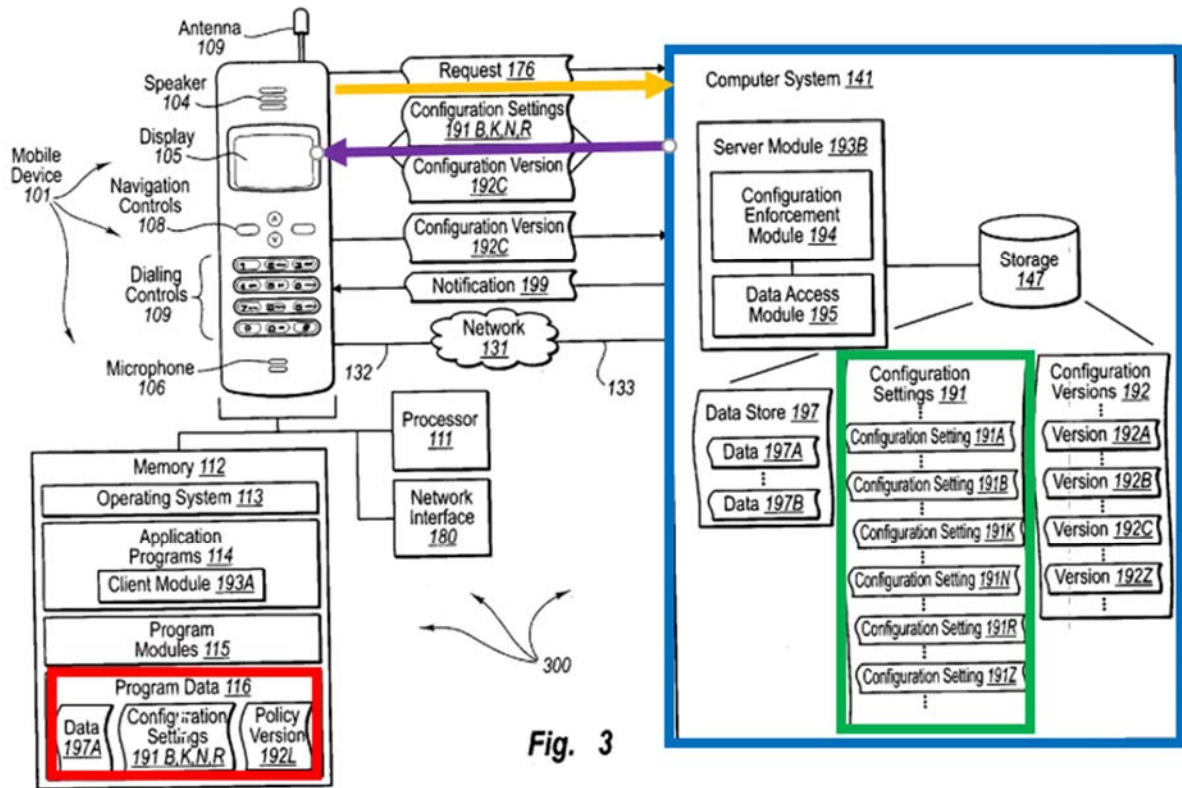 Antenna
109
Speaker
104
Display
105
Mobile
Device
101
Navigation
Controls
108
Dialing
Controls
109
Microphone
106
Request 176
Configuration Settings
191 B,K,N,R
Configuration Version
192C
Configuration Version
192C
Notification 199
Network
131
132
133
Computer System 141
Server Module 193B
Configuration
Enforcement
Module 194
Data Access
Module 195
Storage
147
Data Store 197
Data 197A
Data 197B
Configuration
Settings 191
Configuration Setting 191A
Configuration Setting 191B
Configuration Setting 191K
Configuration Setting 191N
Configuration Setting 191R
Configuration Setting 191Z
Configuration
Versions 192
Version 192A
Version 192B
Version 192C
Version 192Z
Processor
111
Network
Interface
180
Memory 112
Operating System 113
Application
Programs 114
Client Module 193A
Program
Modules 115
Program Data 116
Data
197A
Configuration
Settings
191 B,K,N,R
Policy
Version
192L
300
Fig. 3